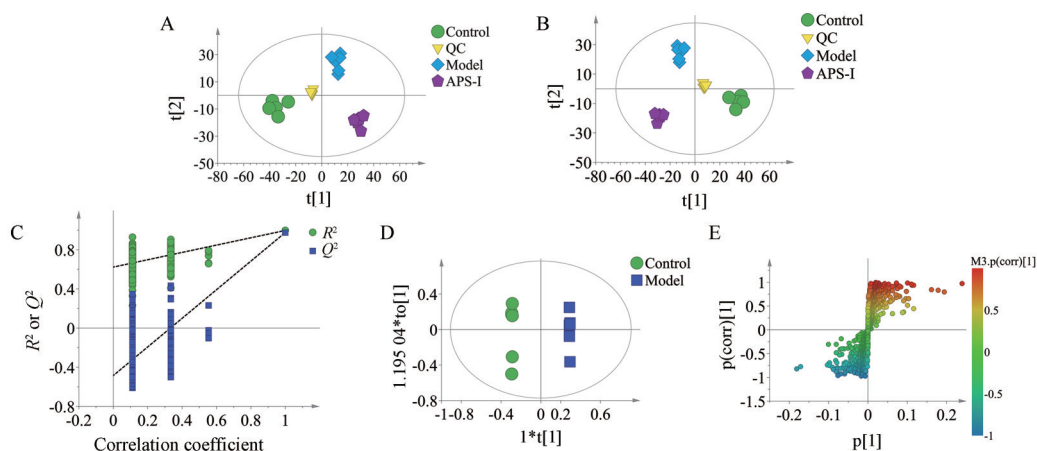 A
Control
QC
Model
APS-I
t[2]
30
10
-10
-30
-50
-80 -60 -40 -20 0 20 40 60 80
t[1]
B
Control
QC
Model
APS-I
t[2]
30
10
-10
-30
-50
-80 -60 -40 -20 0 20 40 60 80
t[1]
C
R² or Q²
R²
Q²
0.8
0.4
0
-0.4
-0.8
-0.2 0 0.2 0.4 0.6 0.8 1
Correlation coefficient
D
Control
Model
1.195 04*to[1]
0.4
0
-0.4
-0.8
-1 -0.8 -0.4 0 0.2 0.6
1*t[1]
E
M3.p(corr)[1]
p(corr)[1]
1.5
1
0.5
0
-0.5
-1
-1.5
-0.2 -0.1 0 0.1 0.2
p[1]
0.5
0
-0.5
-1